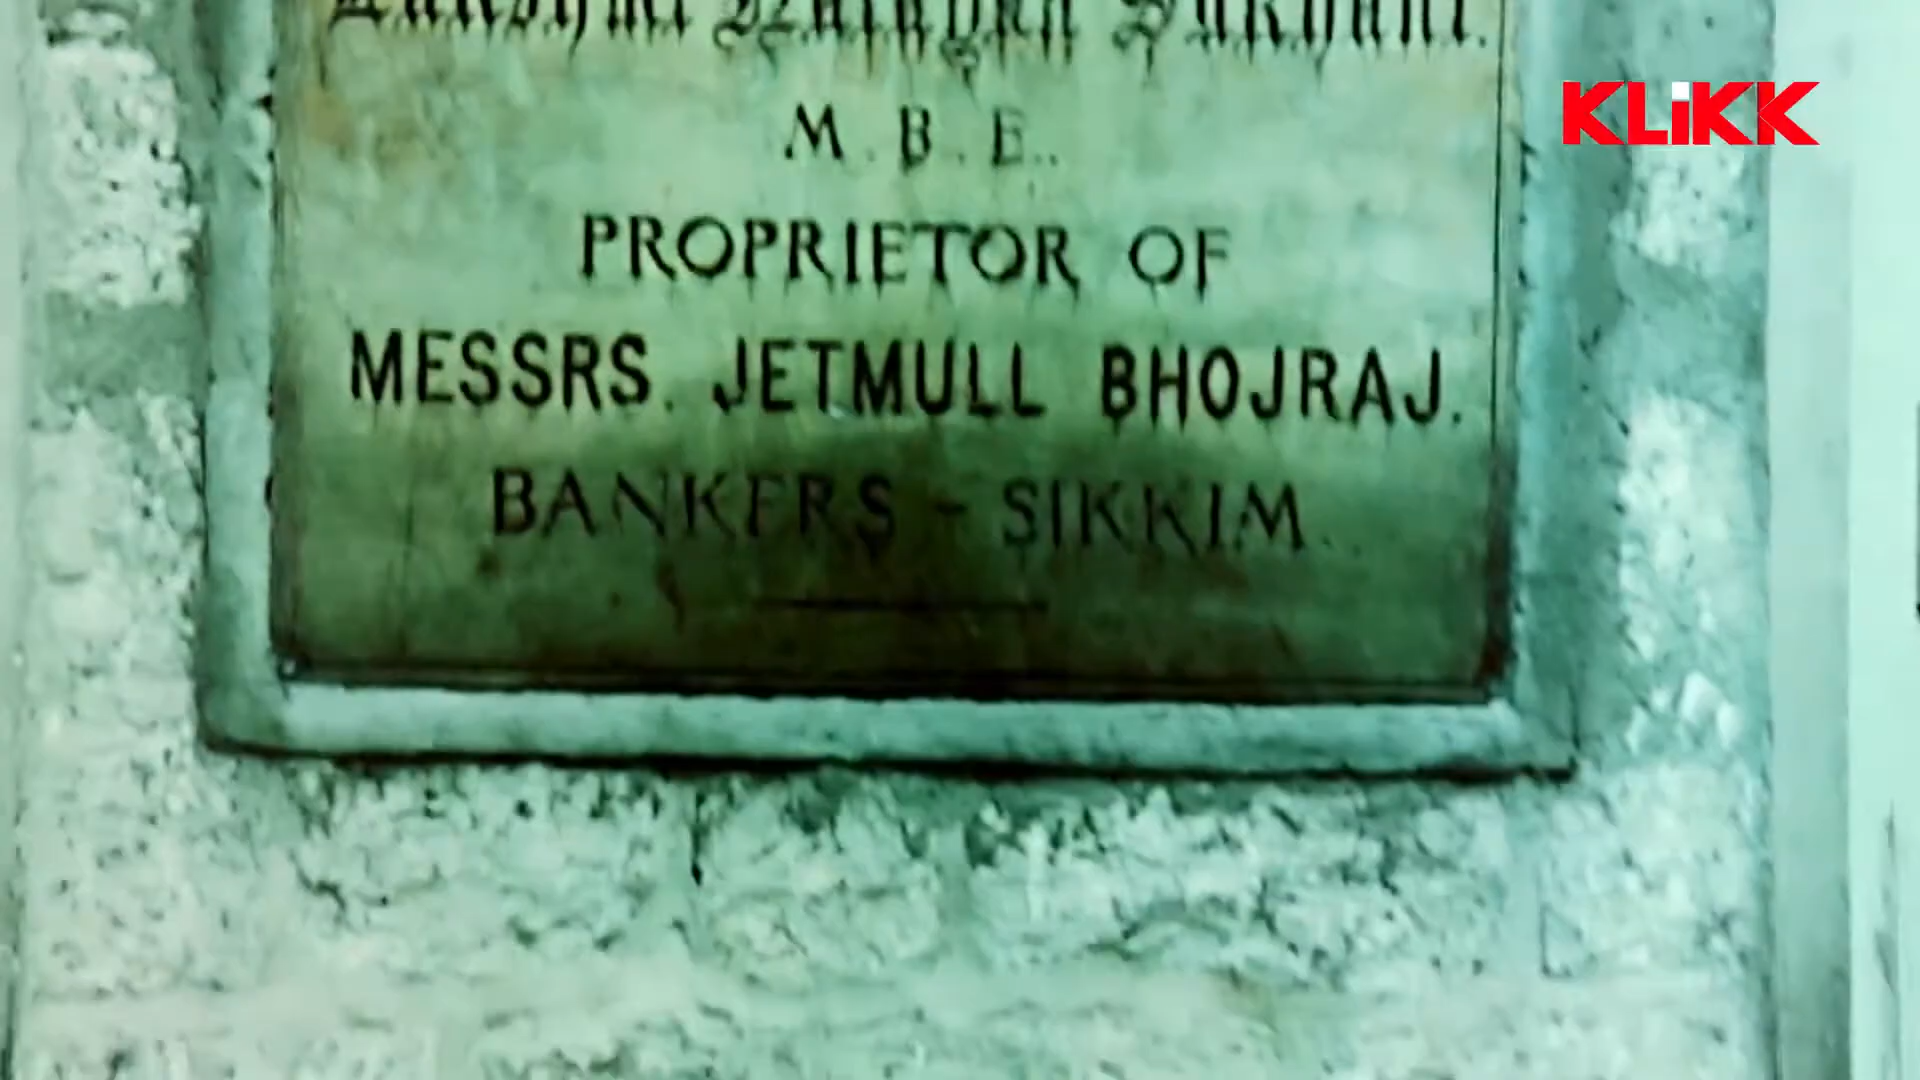 M. B. E.
KLiKK
PROPRIETOR OF
MESSRS. JETMULL BHOJRAJ.
BANKERS - SIKKIM.